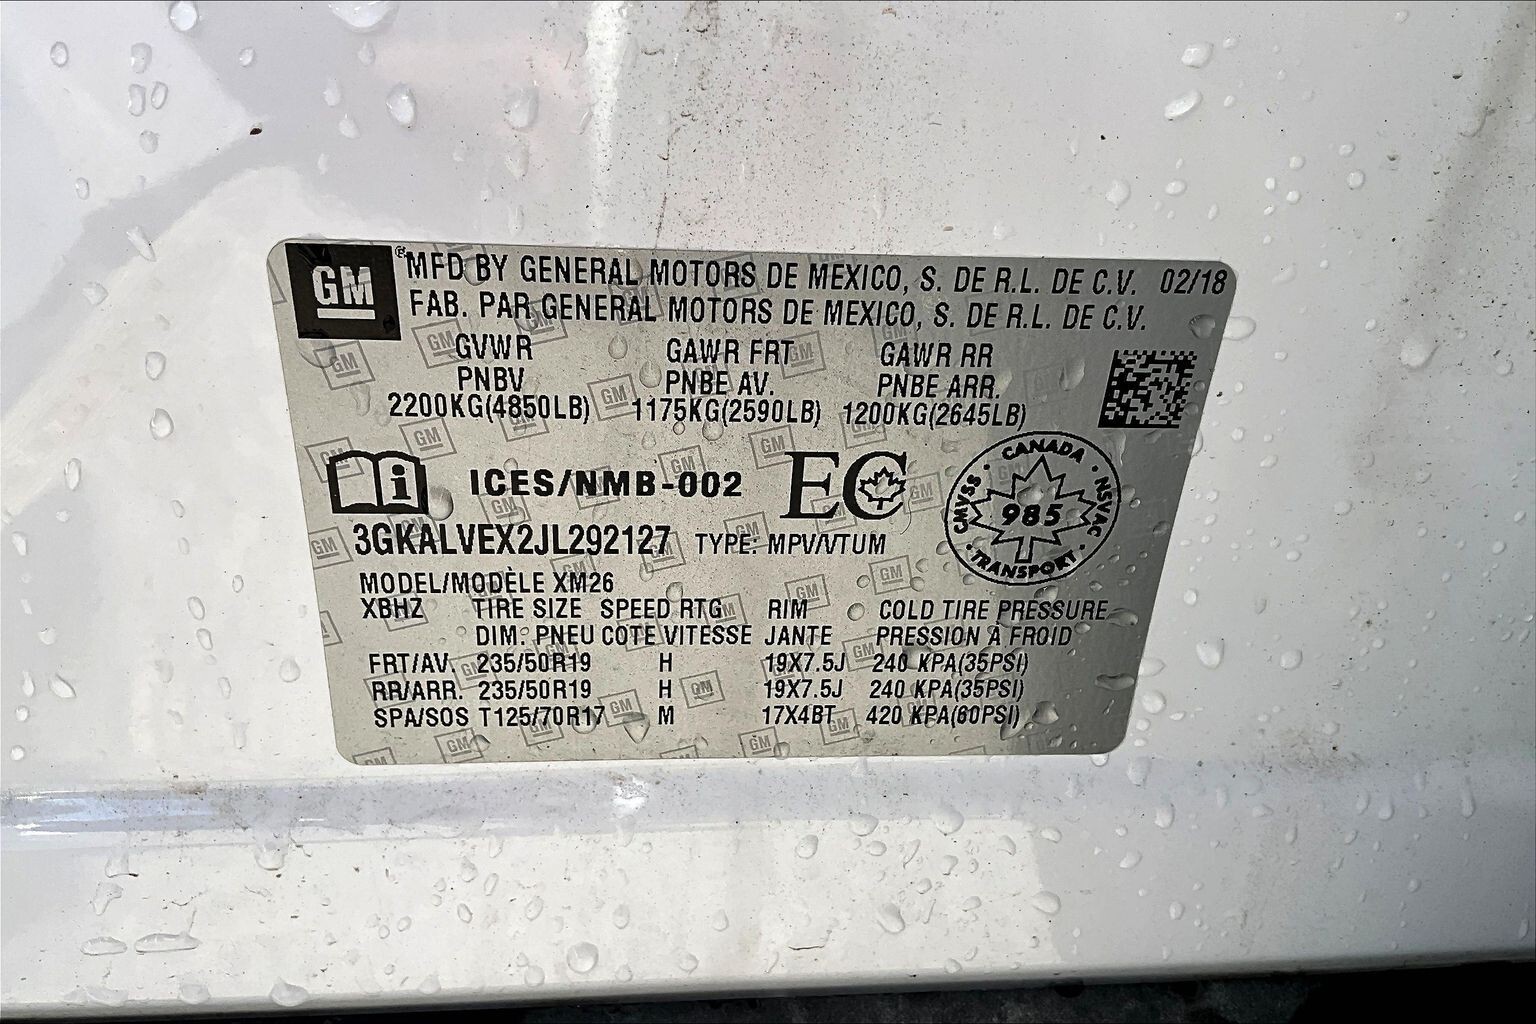 GM ® MFD BY GENERAL MOTORS DE MEXICO, S. DE R.L. DE C.V. 02/18
FAB. PAR GENERAL MOTORS DE MEXICO, S. DE R.L. DE C.V.
GVWR GAWR FRT GAWR RR
PNBV PNBE AV. PNBE ARR.
2200KG(4850LB) 1175KG(2590LB) 1200KG(2645LB)
i ICES/NMB-002 EC
CANADA
CMVSS 985 NSVAC
TRANSPORT
3GKALVEX2JL292127 TYPE: MPV/VTUM
MODEL/MODÈLE XM26
XBHZ TIRE SIZE SPEED RTG RIM COLD TIRE PRESSURE
DIM. PNEU COTE VITESSE JANTE PRESSION À FROID
FRT/AV. 235/50R19 H 19X7.5J 240 KPA(35PSI)
RR/ARR. 235/50R19 H 19X7.5J 240 KPA(35PSI)
SPA/SOS T125/70R17 M 17X4BT 420 KPA(60PSI)